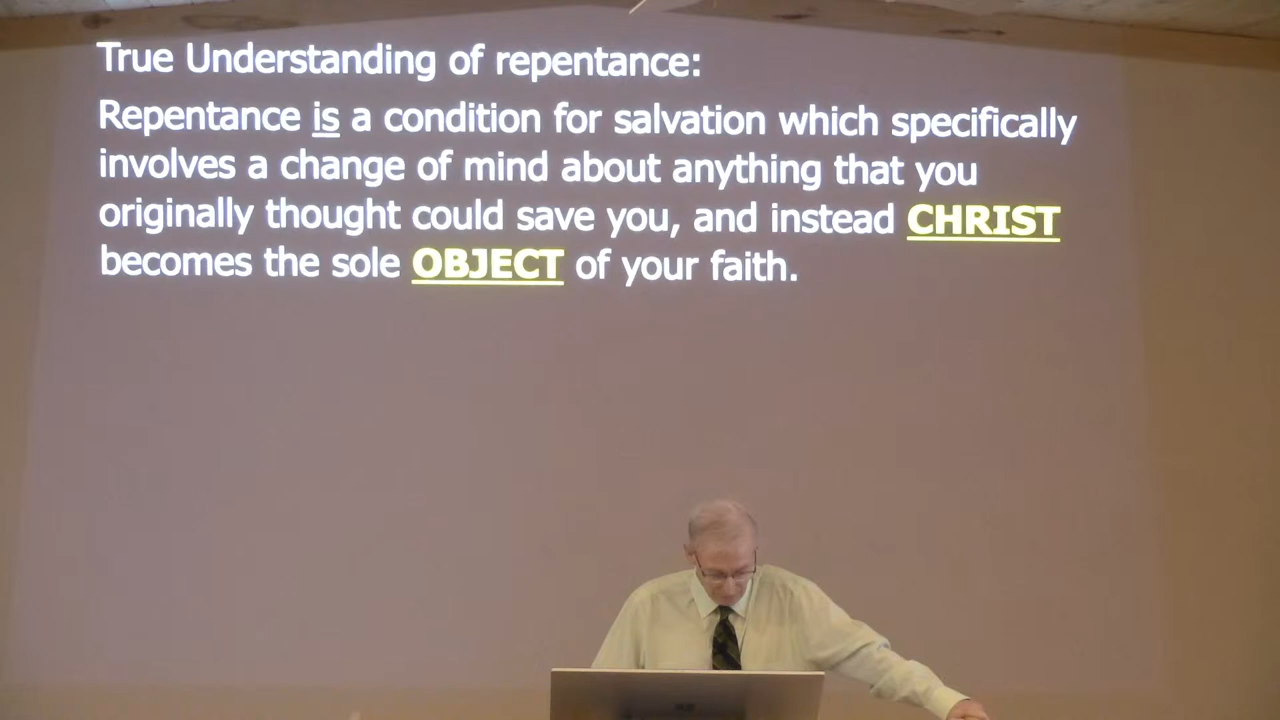 True Understanding of repentance:
Repentance is a condition for salvation which specifically
involves a change of mind about anything that you
originally thought could save you, and instead CHRIST
becomes the sole OBJECT of your faith.